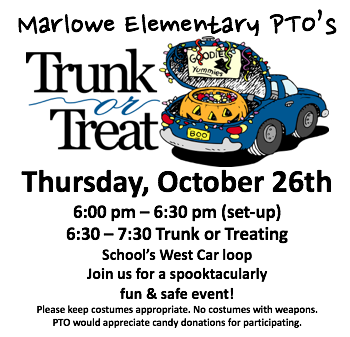 Marlowe Elementary PTO's
Trunk
or
Treat
GOODIES
Yummies
BOO
Thursday, October 26th
6:00 pm – 6:30 pm (set-up)
6:30 – 7:30 Trunk or Treating
School's West Car loop
Join us for a spooktacularly
fun & safe event!
Please keep costumes appropriate. No costumes with weapons.
PTO would appreciate candy donations for participating.